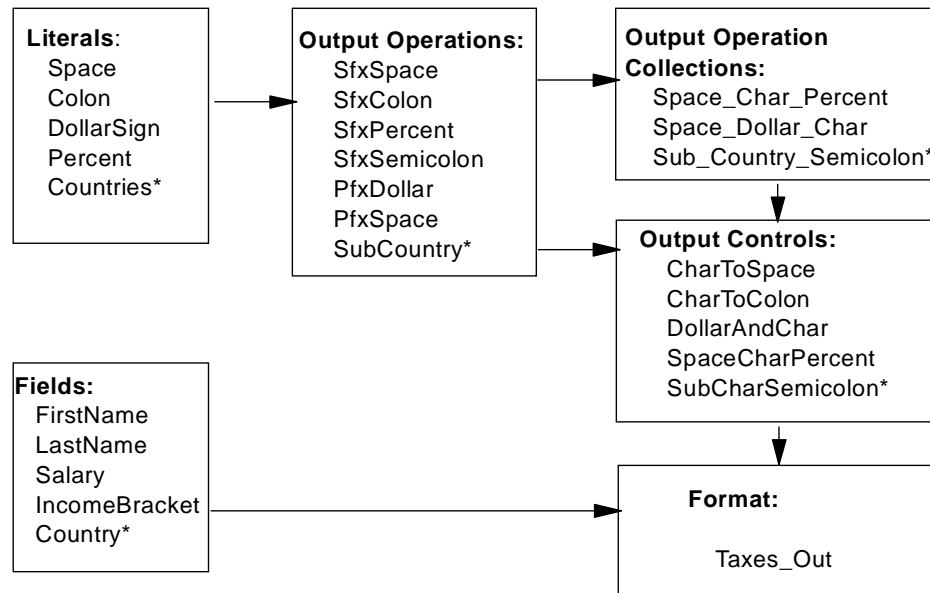 Literals:
Space
Colon
DollarSign
Percent
Countries*
Output Operations:
SfxSpace
SfxColon
SfxPercent
SfxSemicolon
PfxDollar
PfxSpace
SubCountry*
Output Operation
Collections:
Space_Char_Percent
Space_Dollar_Char
Sub_Country_Semicolon*
Output Controls:
CharToSpace
CharToColon
DollarAndChar
SpaceCharPercent
SubCharSemicolon*
Fields:
FirstName
LastName
Salary
IncomeBracket
Country*
Format:
Taxes_Out